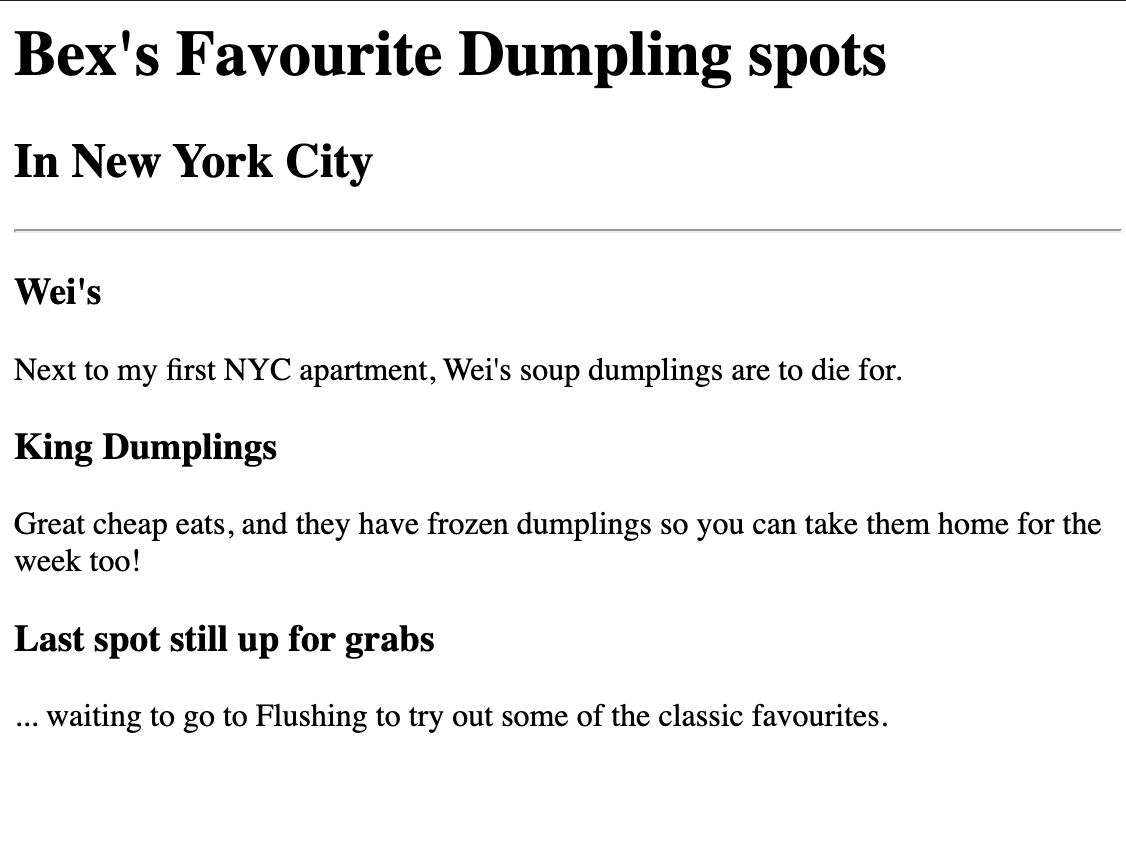 Bex's Favourite Dumpling spots
In New York City
Wei's
Next to my first NYC apartment, Wei's soup dumplings are to die for.
King Dumplings
Great cheap eats, and they have frozen dumplings so you can take them home for the
week too!
Last spot still up for grabs
... waiting to go to Flushing to try out some of the classic favourites.